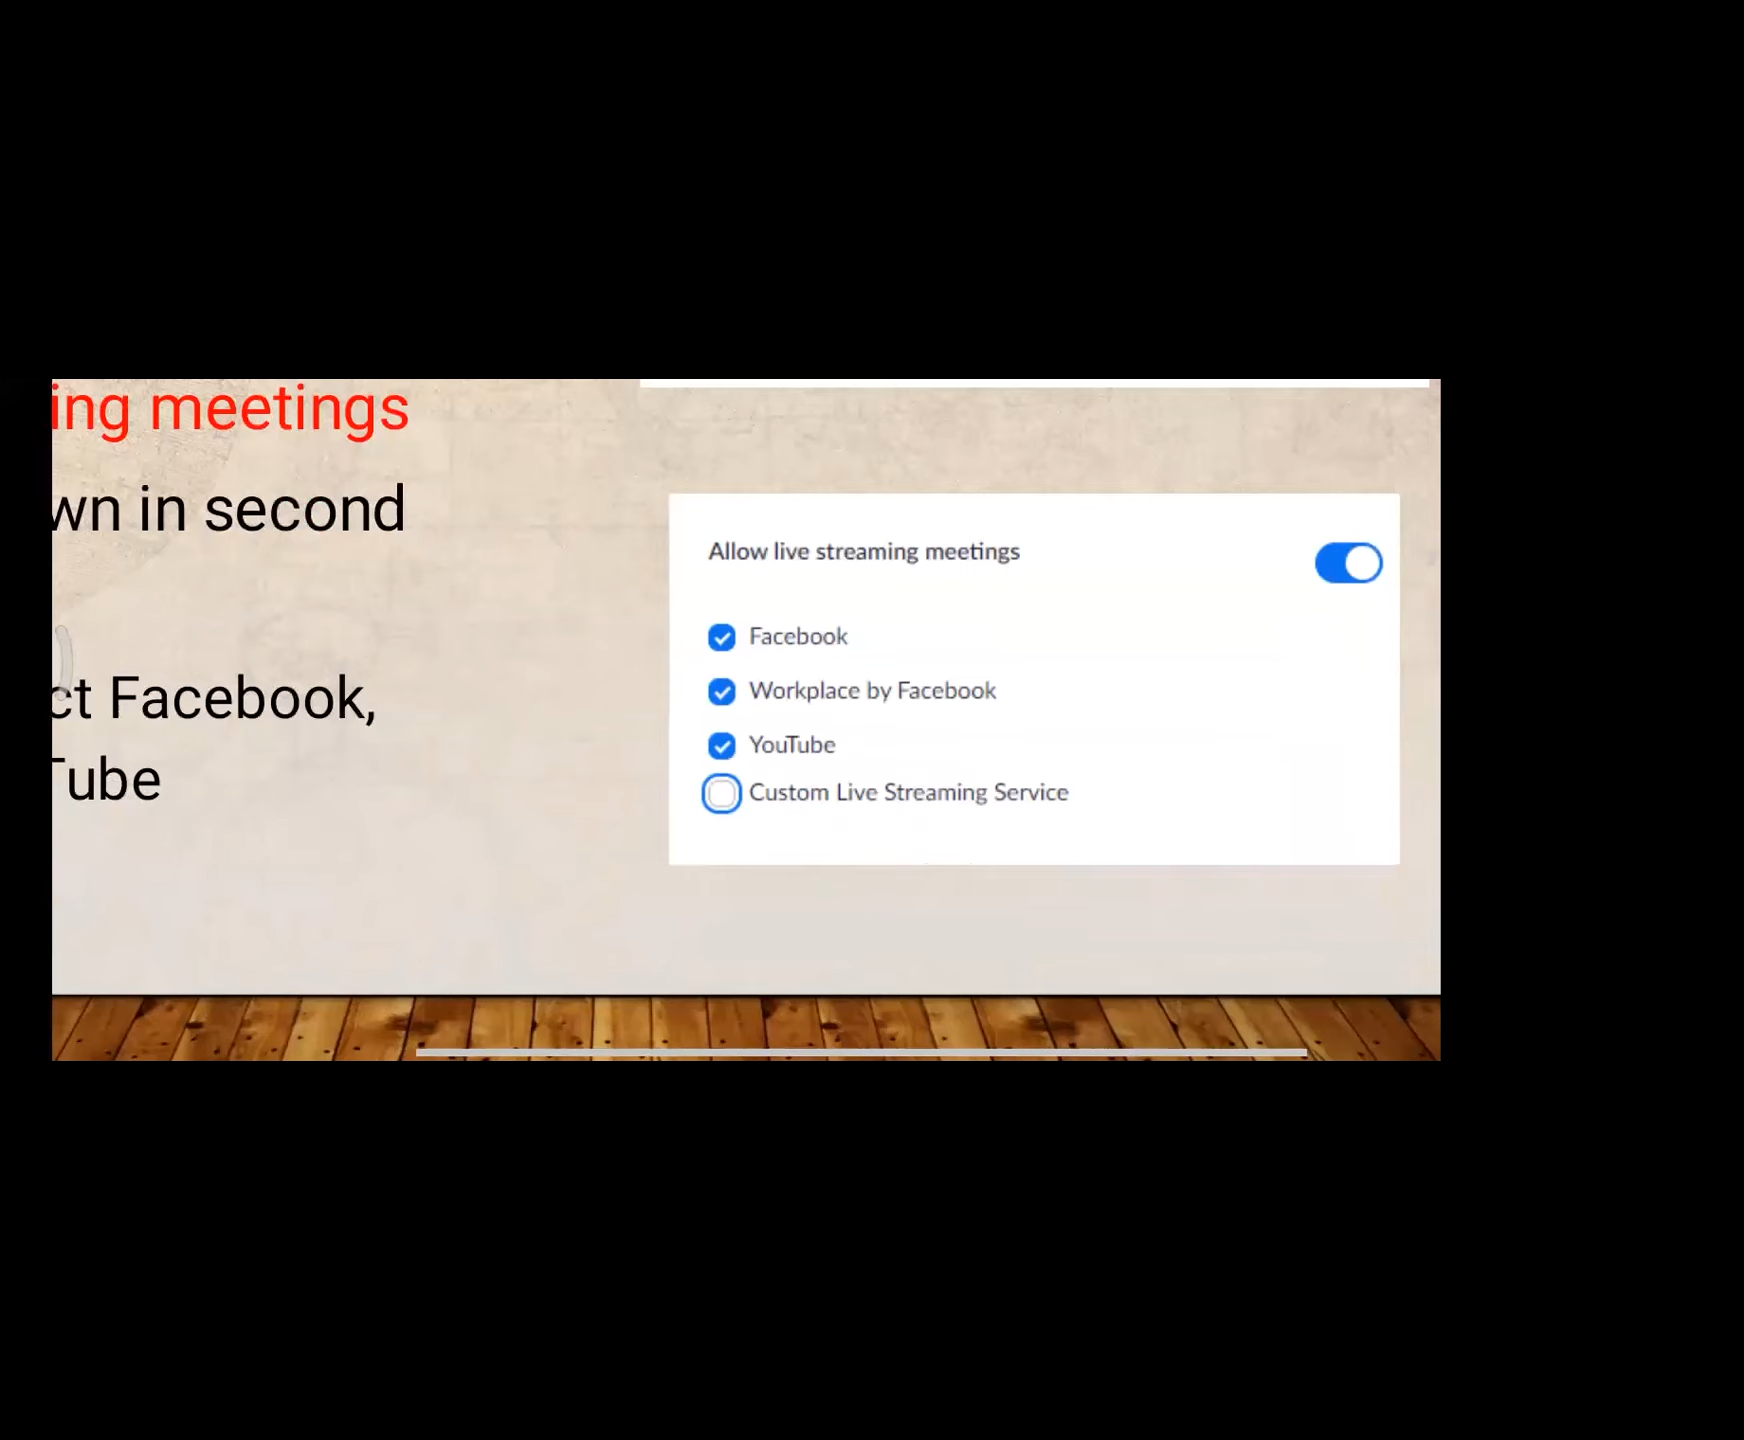 ing meetings
wn in second
ct Facebook,
Tube
Allow live streaming meetings
Facebook
Workplace by Facebook
YouTube
Custom Live Streaming Service